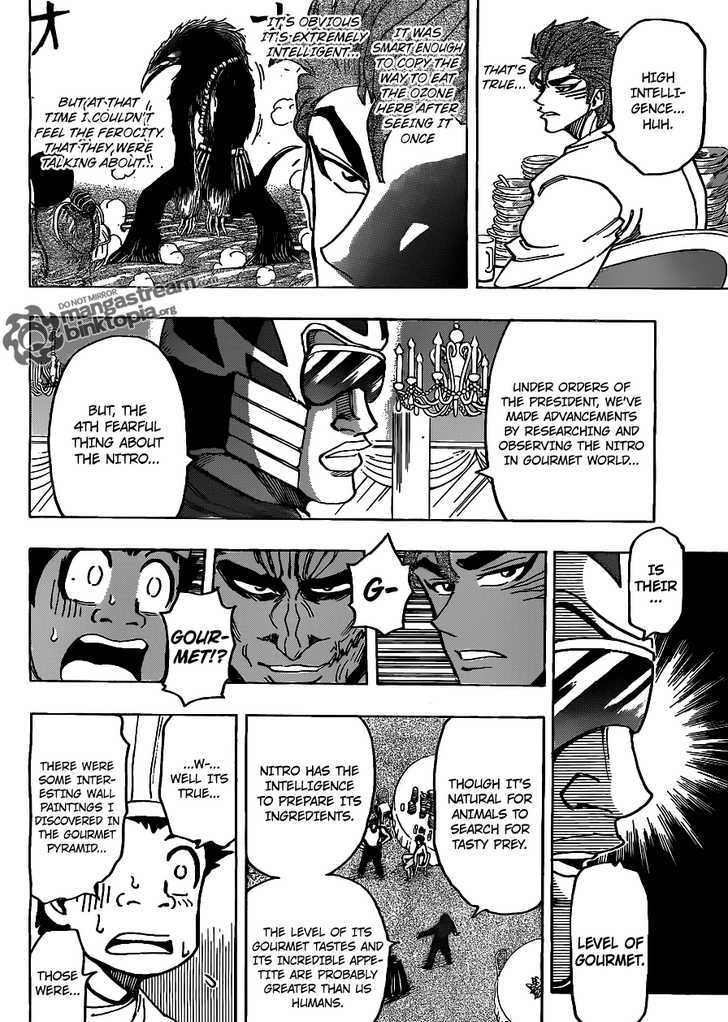 HIGH
INTELLI-
GENCE...
HUH.
THAT'S
TRUE...
IT WAS
SMART ENOUGH
TO COPY THE
WAY TO EAT
THE OZONE
HERB AFTER
SEEING IT
ONCE
IT'S OBVIOUS
IT'S EXTREMELY
INTELLIGENT...
BUT AT THAT
TIME I COULDN'T
FEEL THE FEROCITY
THAT THEY WERE
TALKING ABOUT...
DO NOT MIRROR
mangastream.com
binktopia.org
UNDER ORDERS OF
THE PRESIDENT, WE'VE
MADE ADVANCEMENTS
BY RESEARCHING AND
OBSERVING THE NITRO
IN GOURMET WORLD...
BUT, THE
4TH FEARFUL
THING ABOUT
THE NITRO...
IS
THEIR
...
LEVEL OF
GOURMET.
G-
GOUR-
MET!?
THOUGH IT'S
NATURAL FOR
ANIMALS TO
SEARCH FOR
TASTY PREY.
NITRO HAS THE
INTELLIGENCE
TO PREPARE ITS
INGREDIENTS.
THE LEVEL OF ITS
GOURMET TASTES AND
ITS INCREDIBLE APPE-
TITE ARE PROBABLY
GREATER THAN US
HUMANS.
...W-...
WELL ITS
TRUE...
THERE WERE
SOME INTER-
ESTING WALL
PAINTINGS I
DISCOVERED IN
THE GOURMET
PYRAMID...
THOSE
WERE...